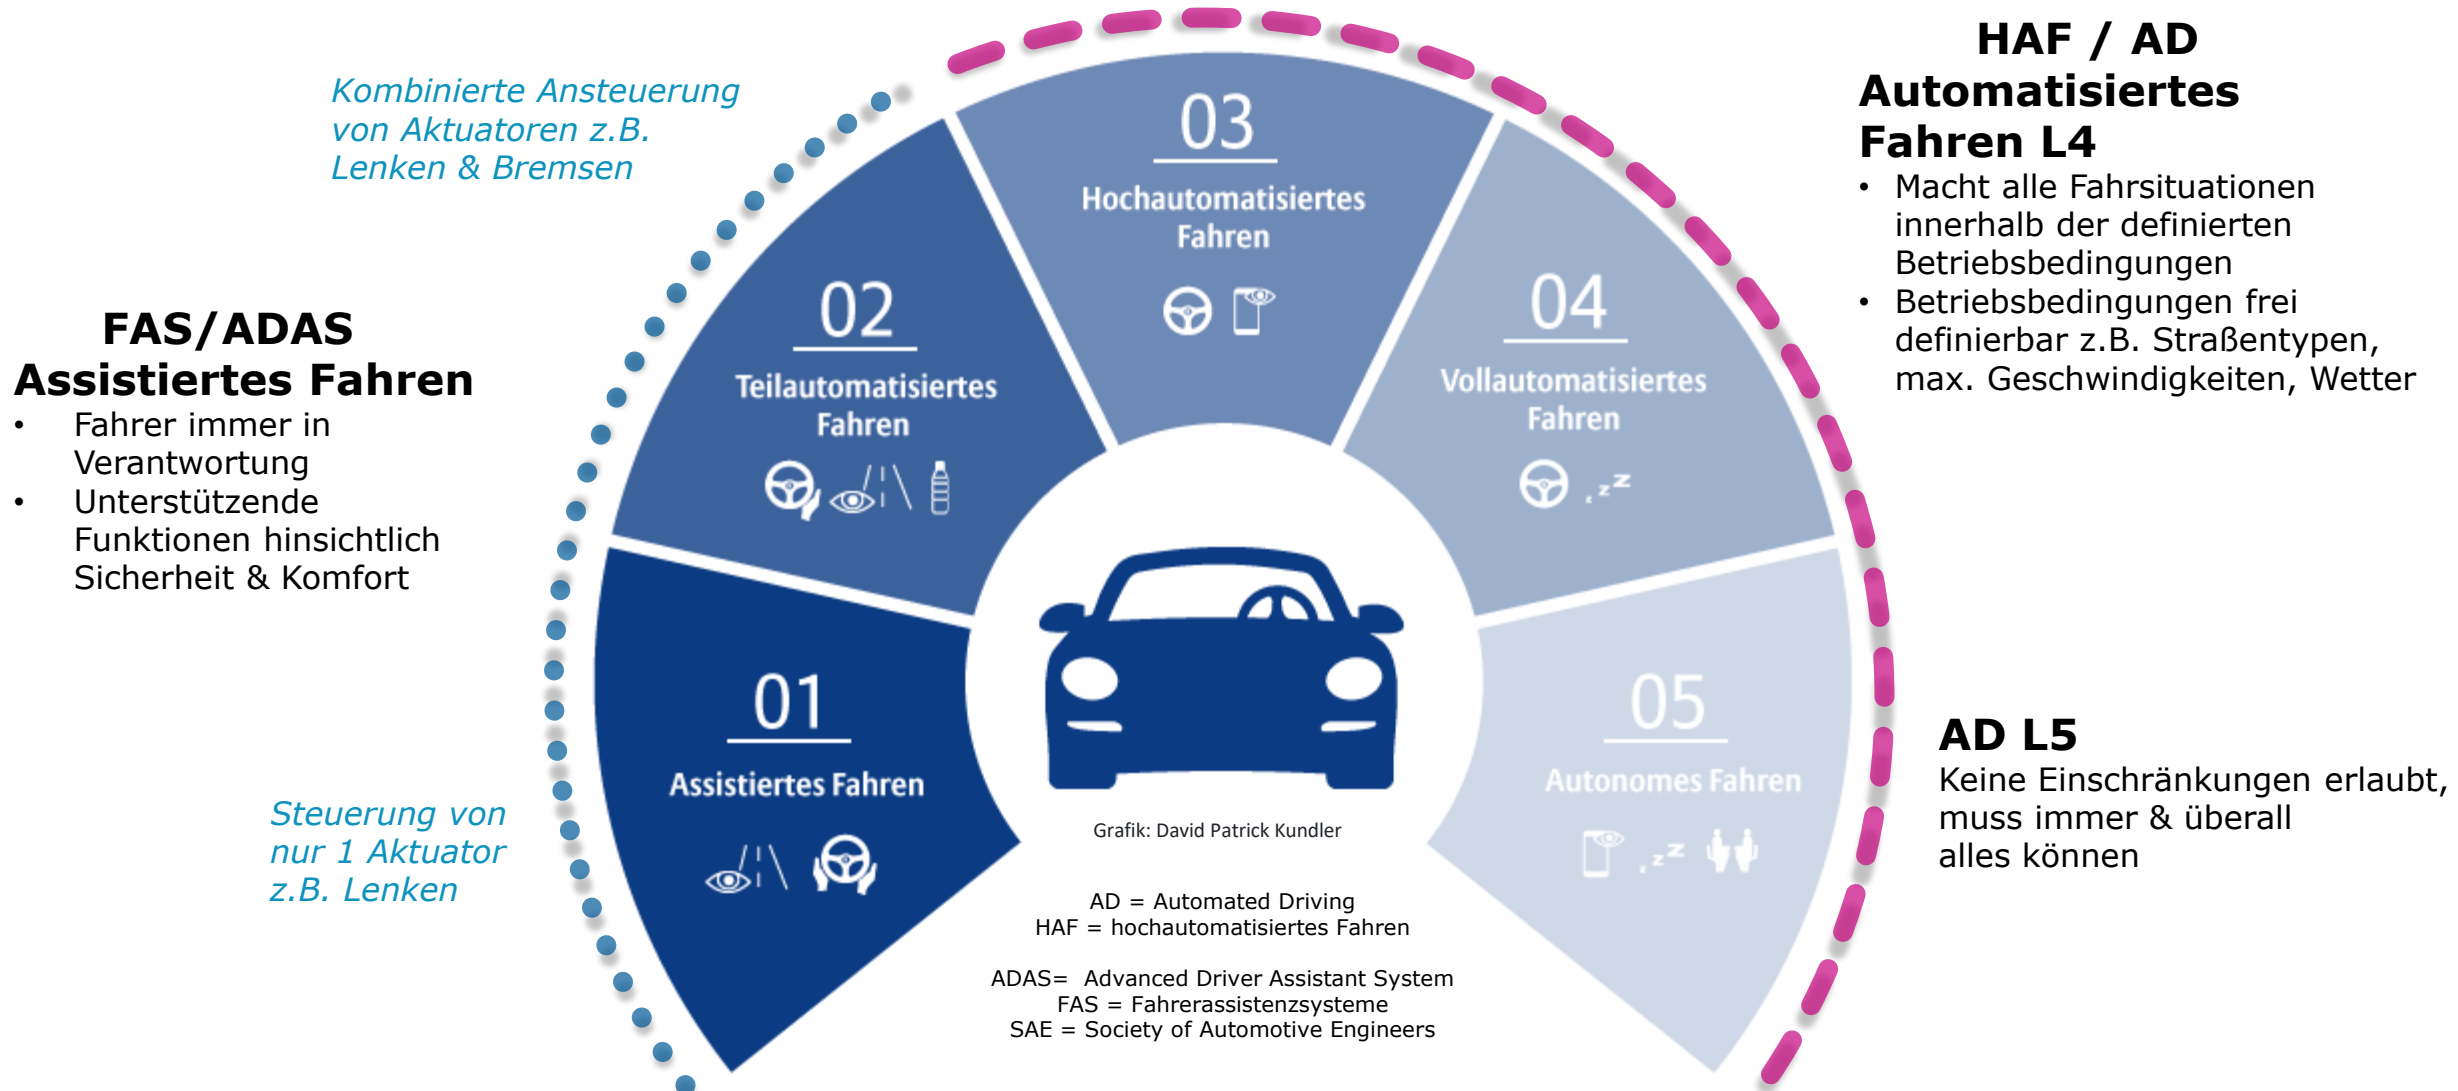 Kombinierte Ansteuerung
von Aktuatoren z.B.
Lenken & Bremsen
FAS/ADAS
Assistiertes Fahren
• Fahrer immer in
Verantwortung
• Unterstützende
Funktionen hinsichtlich
Sicherheit & Komfort
Steuerung von
nur 1 Aktuator
z.B. Lenken
01
Assistiertes Fahren
02
Teilautomatisiertes
Fahren
03
Hochautomatisiertes
Fahren
04
Vollautomatisiertes
Fahren
z z Z
05
Autonomes Fahren
z z Z
Grafik: David Patrick Kundler
AD = Automated Driving
HAF = hochautomatisiertes Fahren
ADAS= Advanced Driver Assistant System
FAS = Fahrerassistenzsysteme
SAE = Society of Automotive Engineers
HAF / AD
Automatisiertes
Fahren L4
• Macht alle Fahrsituationen
innerhalb der definierten
Betriebsbedingungen
• Betriebsbedingungen frei
definierbar z.B. Straßentypen,
max. Geschwindigkeiten, Wetter
AD L5
Keine Einschränkungen erlaubt,
muss immer & überall
alles können